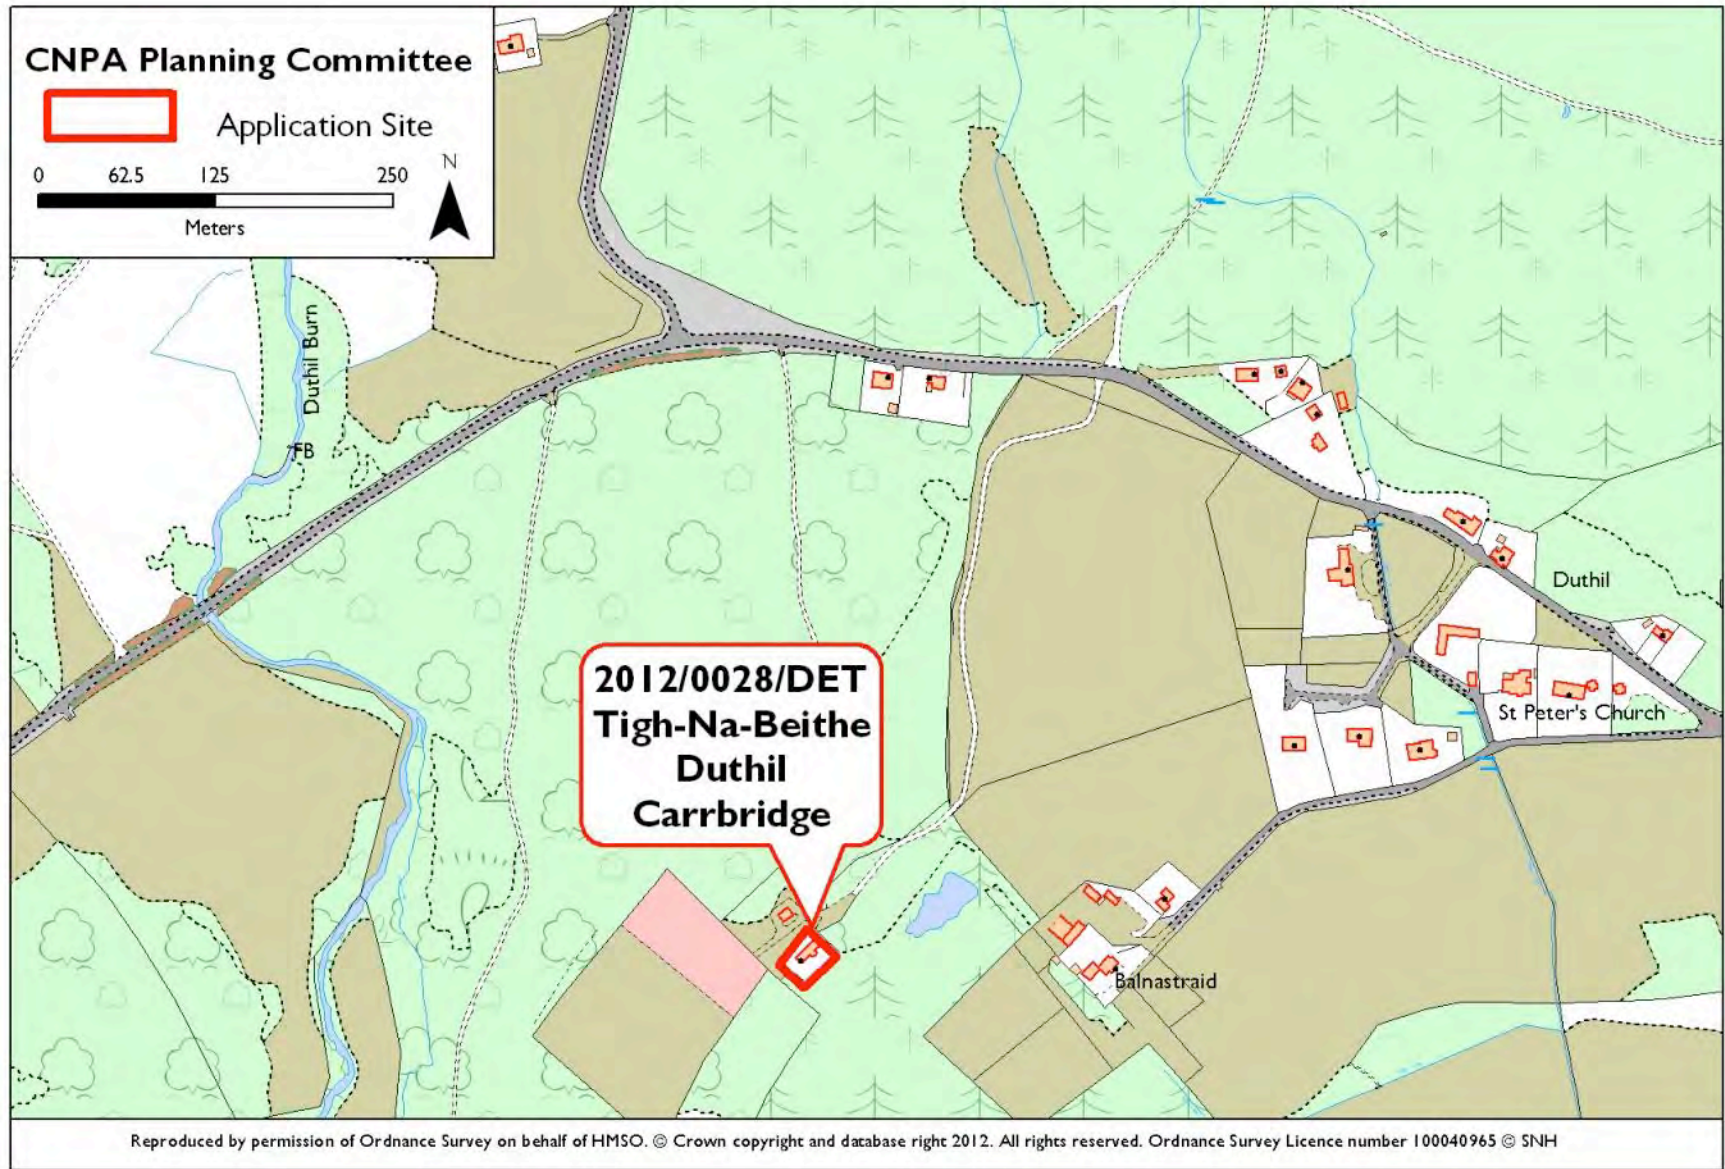 CNPA Planning Committee
Application Site
0 62.5 125 250
Meters
N
Duthil Burn
FB
Duthil
2012/0028/DET
Tigh-Na-Beithe
Duthil
Carrbridge
St Peter's Church
Balnastraid
Reproduced by permission of Ordnance Survey on behalf of HMSO. © Crown copyright and database right 2012. All rights reserved. Ordnance Survey Licence number 100040965 © SNH